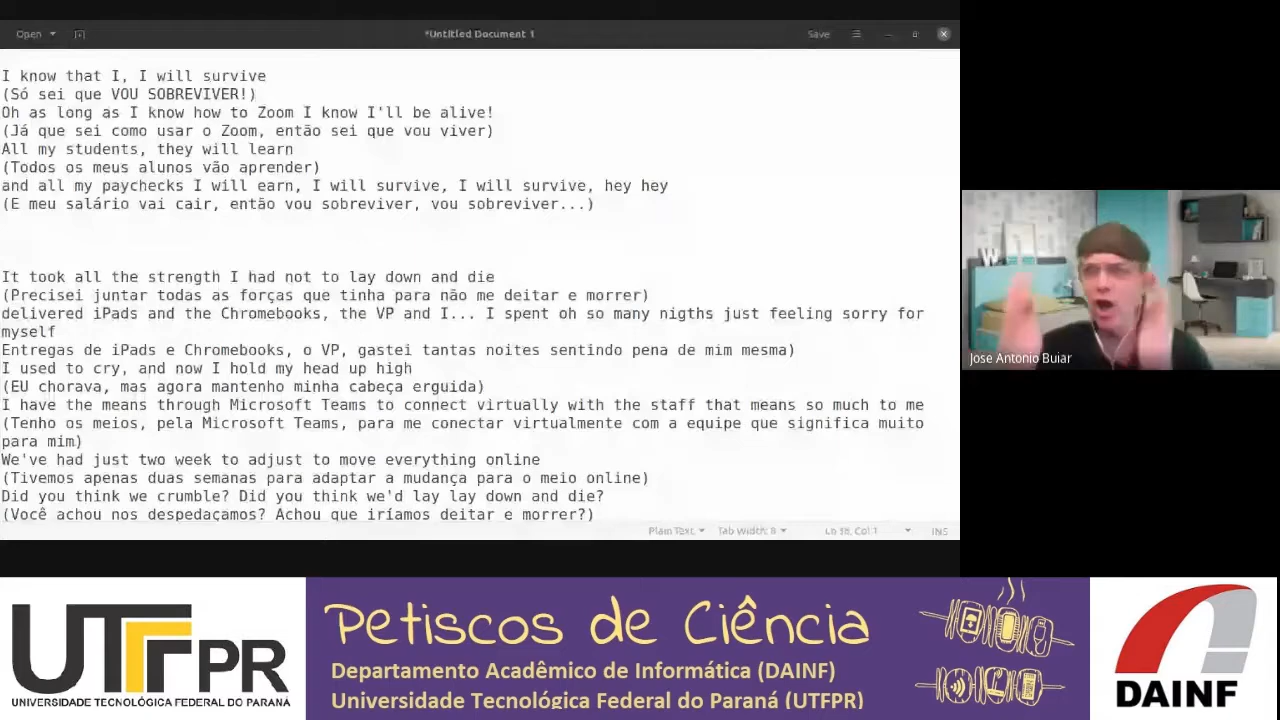 Open
*Untitled Document 1
Save
I know that I, I will survive
(Só sei que VOU SOBREVIVER!)
Oh as long as I know how to Zoom I know I'll be alive!
(Já que sei como usar o Zoom, então sei que vou viver)
All my students, they will learn
(Todos os meus alunos vão aprender)
and all my paychecks I will earn, I will survive, I will survive, hey hey
(E meu salário vai cair, então vou sobreviver, vou sobreviver...)
It took all the strength I had not to lay down and die
(Precisei juntar todas as forças que tinha para não me deitar e morrer)
delivered iPads and the Chromebooks, the VP and I... I spent oh so many nigths just feeling sorry for
myself
Entregas de iPads e Chromebooks, o VP, gastei tantas noites sentindo pena de mim mesma)
I used to cry, and now I hold my head up high
(EU chorava, mas agora mantenho minha cabeça erguida)
I have the means through Microsoft Teams to connect virtually with the staff that means so much to me
(Tenho os meios, pela Microsoft Teams, para me conectar virtualmente com a equipe que significa muito
para mim)
We've had just two week to adjust to move everything online
(Tivemos apenas duas semanas para adaptar a mudança para o meio online)
Did you think we crumble? Did you think we'd lay lay down and die?
(Você achou nos despedaçamos? Achou que iríamos deitar e morrer?)
Plain Text
Tab Width: 8
Col 1
INS
W
Jose Antonio Buiar
UTFPR
UNIVERSIDADE TECNOLÓGICA FEDERAL DO PARANÁ
Petiscos de Ciência
Departamento Acadêmico de Informática (DAINF)
Universidade Tecnológica Federal do Paraná (UTFPR)
DAINF